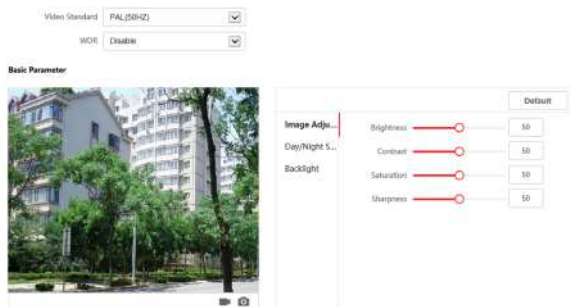 Video Standard PAL(50HZ)
WDR Disable
Basic Parameter
Default
Image Adju...
Day/Night S...
Backlight
Brightness 50
Contrast 50
Saturation 50
Sharpness 50